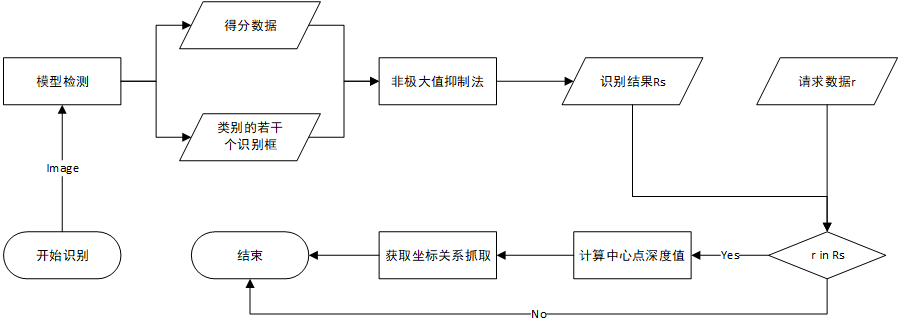 得分数据
模型检测
非极大值抑制法
识别结果Rs
请求数据r
类别的若干
个识别框
Image
开始识别
结束
获取坐标关系抓取
计算中心点深度值
Yes
r in Rs
No